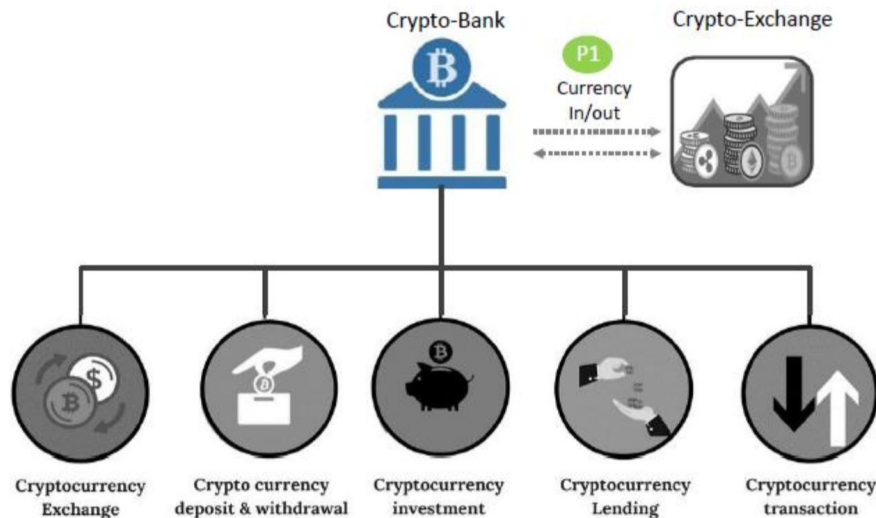 Crypto-Bank
Crypto-Exchange
P1
Currency
In/out
Cryptocurrency
Exchange
Crypto currency
deposit & withdrawal
Cryptocurrency
investment
Cryptocurrency
Lending
Cryptocurrency
transaction